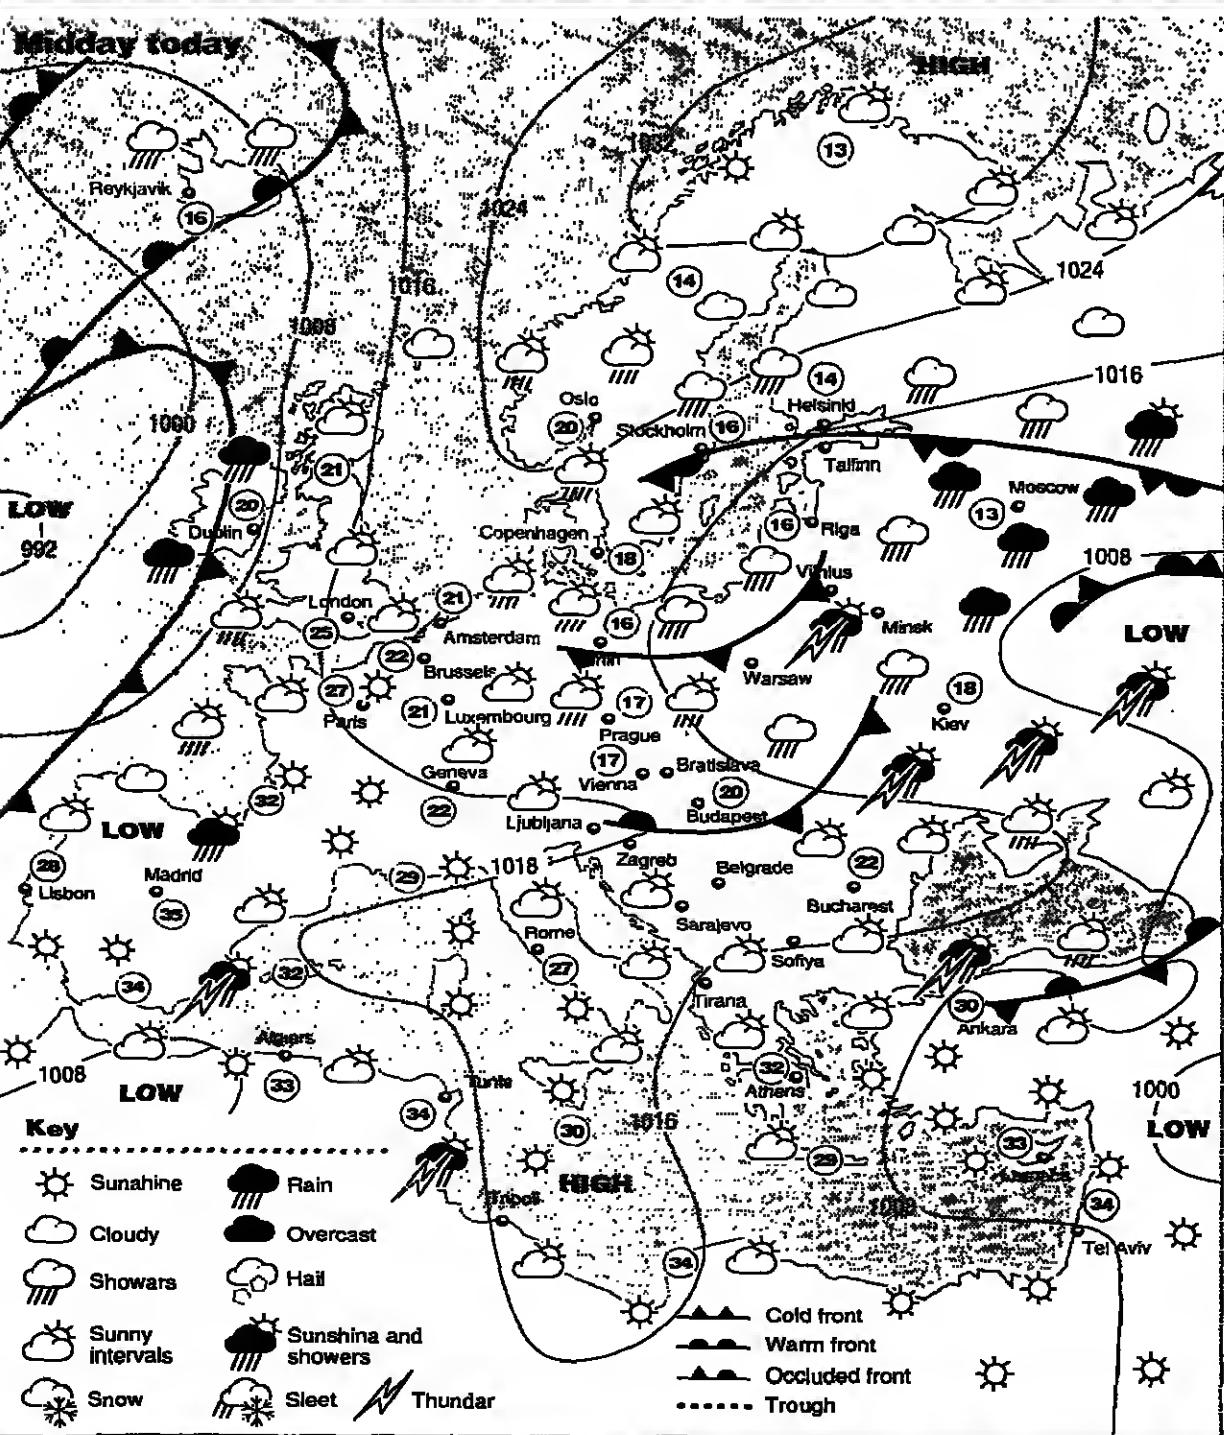 Midday today
HIGH
13
1032
Reykjavik
16
1024
1024
14
1016
1008
1016
14
Oslo
Helsinki
20
Stockholm
16
1000
21
Tallinn
LOW
20
Moscow
13
992
Dublin
Copenhagen
16
Riga
18
1008
Vilnius
London
21
25
16
Minsk
LOW
Amsterdam
22
Brussels
Warsaw
27
21
Luxembourg
17
18
Paris
Prague
Kiev
17
Bratislava
Geneva
Vienna
20
32
22
Budapest
LOW
Ljubljana
Zagreb
28
1018
Belgrade
22
29
Lisbon
Madrid
35
Bucharest
Sarajevo
Rome
Sofiya
27
34
32
Tirana
30
Ankara
Algiers
1008
LOW
33
Tunis
32
1000
Athens
34
30
1016
LOW
33
29
HIGH
Tripoli
34
Tel Aviv
34
Key
Sunahine
Rain
Cloudy
Overcast
Showars
Hail
Sunny
intervals
Sunshina and
showers
Snow
Sleet
Thundar
Cold front
Warm front
Occluded front
Trough